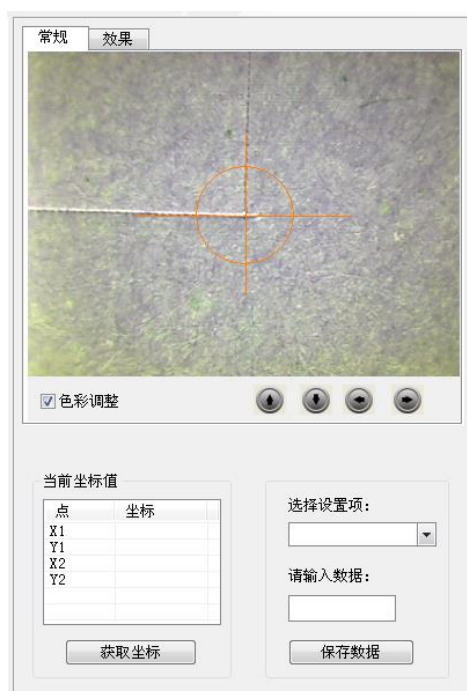 常规 效果
色彩调整
当前坐标值
点 坐标
X1
Y1
X2
Y2
获取坐标
选择设置项：
请输入数据：
保存数据